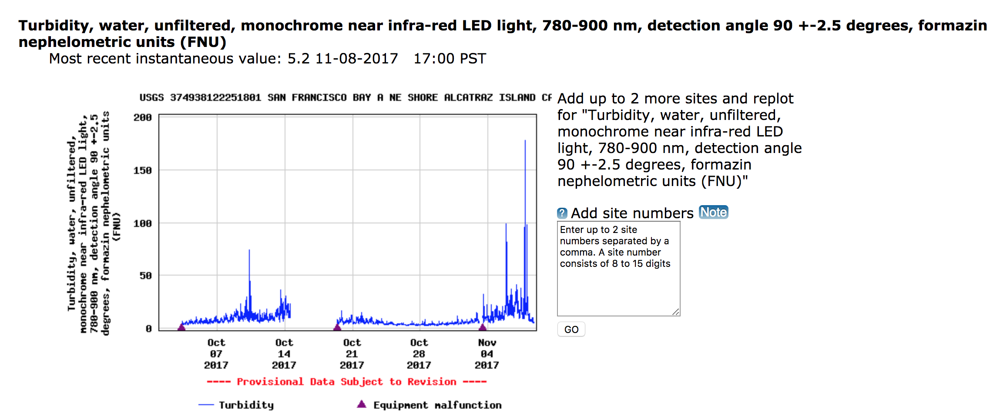 Turbidity, water, unfiltered, monochrome near infra-red LED light, 780-900 nm, detection angle 90 +-2.5 degrees, formazin
nephelometric units (FNU)
Most recent instantaneous value: 5.2 11-08-2017 17:00 PST
USGS 374938122251801 SAN FRANCISCO BAY A NE SHORE ALCATRAZ ISLAND
Turbidity, water, unfiltered,
monochrome near infra-red LED light,
780-900 nm, detection angle 90 +-2.5
degrees, formazin nephelometric units
(FNU)
200
150
100
50
0
Oct Oct Oct Oct Nov
07 14 21 28 04
2017 2017 2017 2017 2017
---- Provisional Data Subject to Revision ----
Turbidity Equipment malfunction
Add up to 2 more sites and replot
for "Turbidity, water, unfiltered,
monochrome near infra-red LED
light, 780-900 nm, detection angle
90 +-2.5 degrees, formazin
nephelometric units (FNU)"
? Add site numbers Note
Enter up to 2 site
numbers separated by a
comma. A site number
consists of 8 to 15 digits
GO